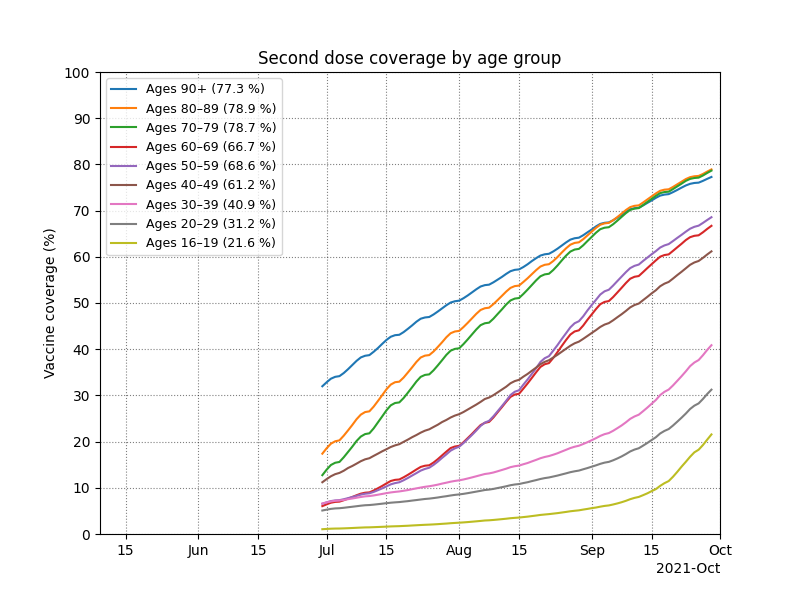 Second dose coverage by age group
Vaccine coverage (%)
100
90
80
70
60
50
40
30
20
10
0
Ages 90+ (77.3 %)
Ages 80–89 (78.9 %)
Ages 70–79 (78.7 %)
Ages 60–69 (66.7 %)
Ages 50–59 (68.6 %)
Ages 40–49 (61.2 %)
Ages 30–39 (40.9 %)
Ages 20–29 (31.2 %)
Ages 16–19 (21.6 %)
15 Jun 15 Jul 15 Aug 15 Sep 15 Oct
2021-Oct